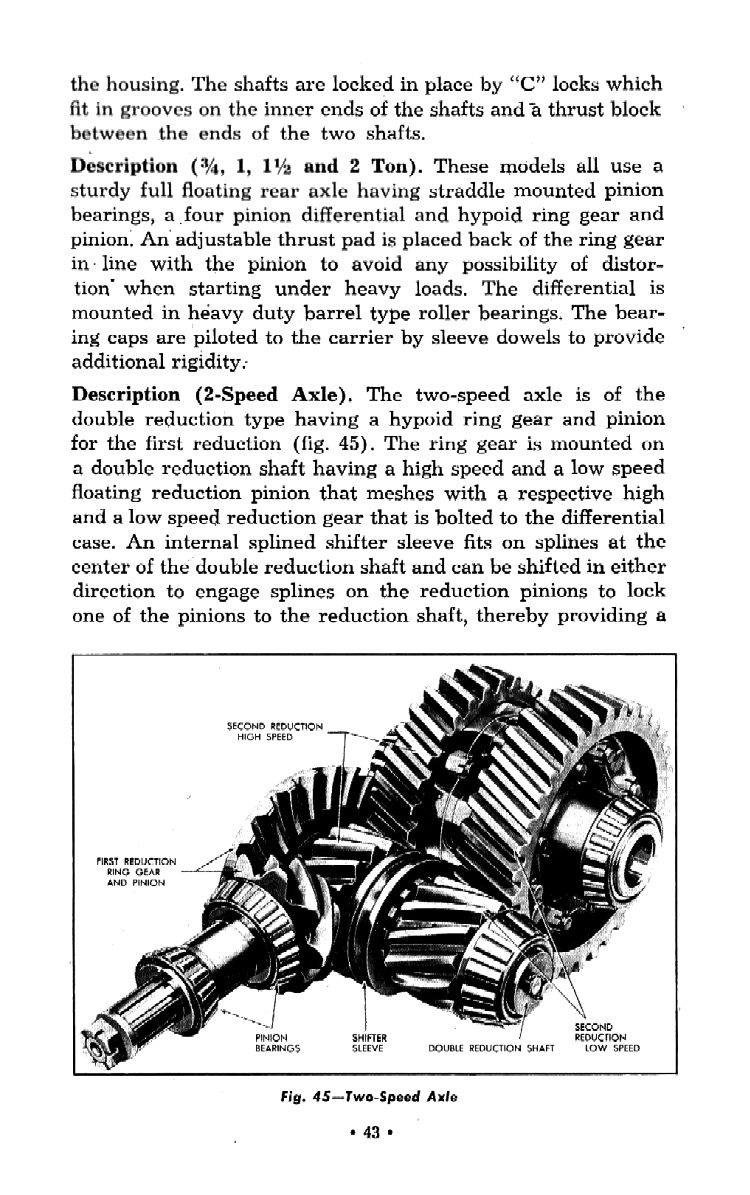 the housing. The shafts are locked in place by “C” locks which
fit in grooves on the inner ends of the shafts and a thrust block
between the ends of the two shafts.
Description (¾, 1, 1½ and 2 Ton). These models all use a
sturdy full floating rear axle having straddle mounted pinion
bearings, a four pinion differential and hypoid ring gear and
pinion. An adjustable thrust pad is placed back of the ring gear
in line with the pinion to avoid any possibility of distor-
tion when starting under heavy loads. The differential is
mounted in heavy duty barrel type roller bearings. The bear-
ing caps are piloted to the carrier by sleeve dowels to provide
additional rigidity.
Description (2-Speed Axle). The two-speed axle is of the
double reduction type having a hypoid ring gear and pinion
for the first reduction (fig. 45). The ring gear is mounted on
a double reduction shaft having a high speed and a low speed
floating reduction pinion that meshes with a respective high
and a low speed reduction gear that is bolted to the differential
case. An internal splined shifter sleeve fits on splines at the
center of the double reduction shaft and can be shifted in either
direction to engage splines on the reduction pinions to lock
one of the pinions to the reduction shaft, thereby providing a
SECOND REDUCTION
HIGH SPEED
FIRST REDUCTION
RING GEAR
AND PINION
PINION
BEARINGS
SHIFTER
SLEEVE
DOUBLE REDUCTION SHAFT
SECOND
REDUCTION
LOW SPEED
Fig. 45—Two-Speed Axle
• 43 •